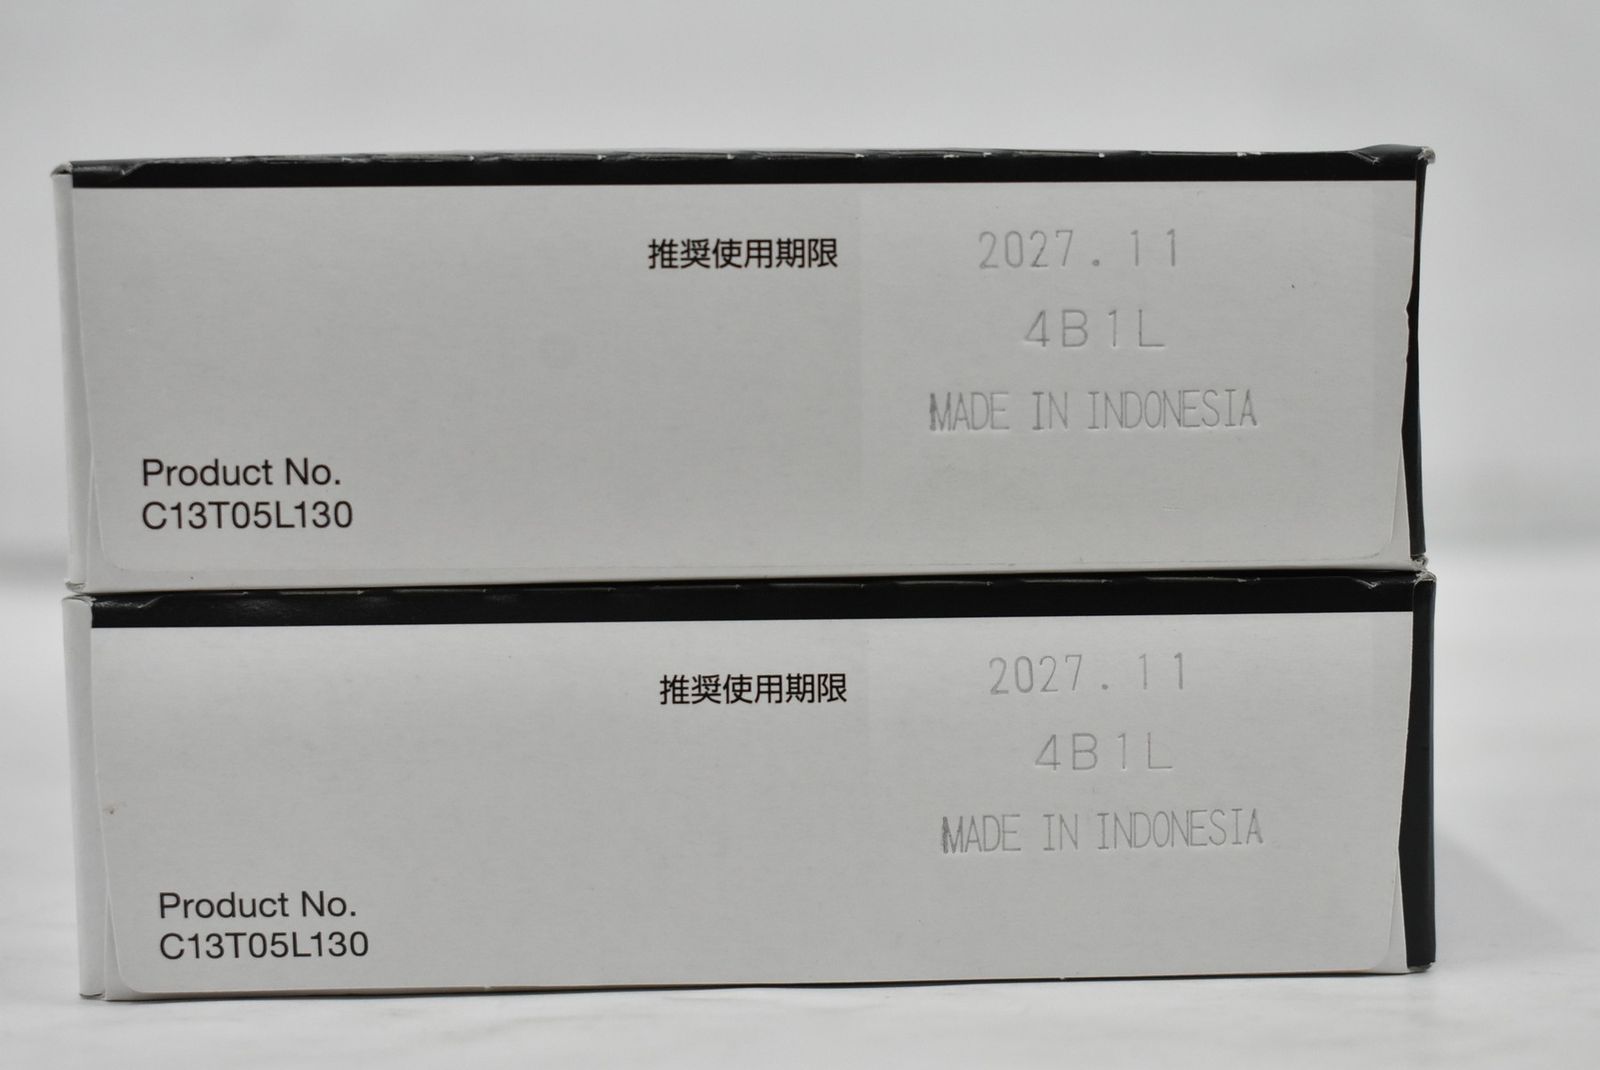 推奨使用期限
2027.11
4B1L
MADE IN INDONESIA
Product No.
C13T05L130
推奨使用期限
2027.11
4B1L
MADE IN INDONESIA
Product No.
C13T05L130